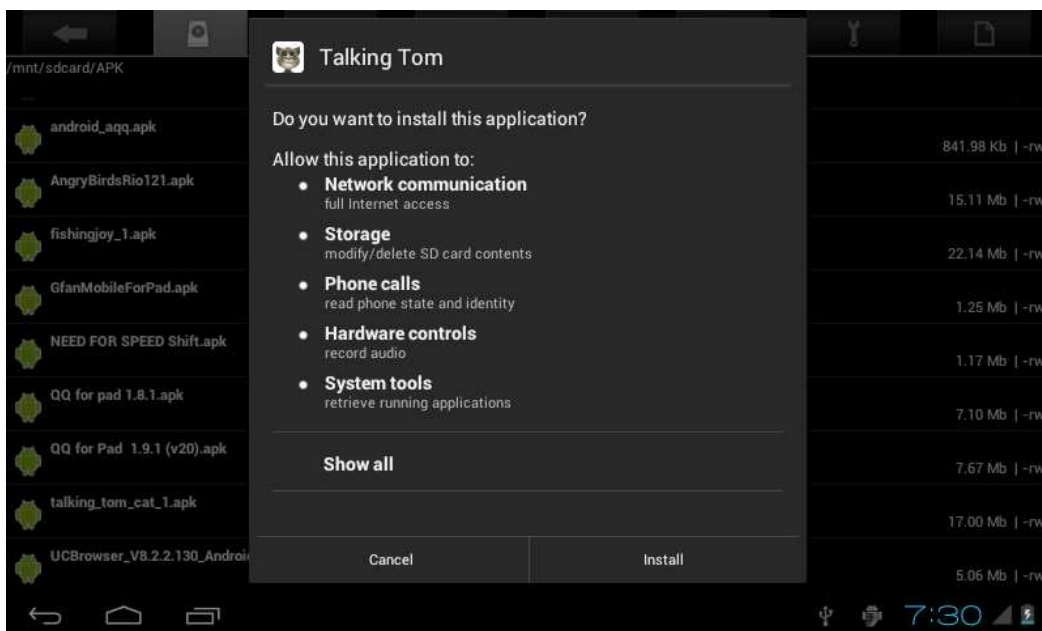 Talking Tom
/mnt/sdcard/APK
Do you want to install this application?
Allow this application to:
Network communication
full Internet access
Storage
modify/delete SD card contents
Phone calls
read phone state and identity
Hardware controls
record audio
System tools
retrieve running applications
Show all
Cancel
Install
android_aqq.apk
841.98 Kb | -rw
AngryBirdsRio121.apk
15.11 Mb | -rw
fishingjoy_1.apk
22.14 Mb | -rw
GfanMobileForPad.apk
1.25 Mb | -rw
NEED FOR SPEED Shift.apk
1.17 Mb | -rw
QQ for pad 1.8.1.apk
7.10 Mb | -rw
QQ for Pad 1.9.1 (v20).apk
7.67 Mb | -rw
talking_tom_cat_1.apk
17.00 Mb | -rw
UCBrowser_V8.2.2.130_Androi
5.06 Mb | -rw
7:30